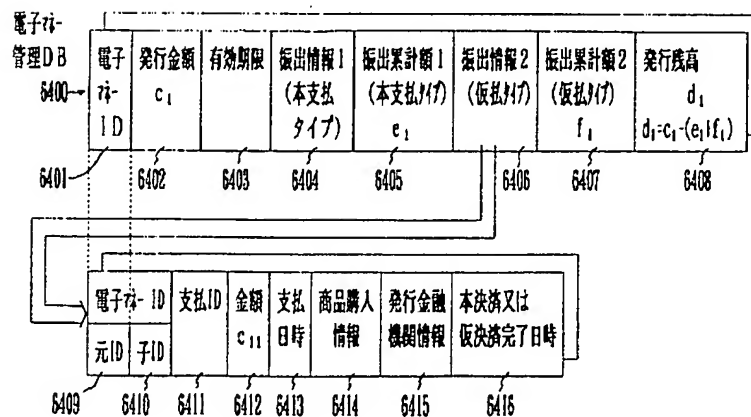 電子マネー
管理DB
6400
電子
マネー
ID
発行金額
c₁
有効期限
振出情報1
(本支払
タイプ)
振出累計額1
(本支払タイプ)
e₁
振出情報2
(仮払タイプ)
振出累計額2
(仮払タイプ)
f₁
発行残高
d₁
d₁=c₁-(e₁+f₁)
6401
6402
6403
6404
6405
6406
6407
6408
電子マネー ID
元ID
子ID
支払ID
金額
c₁₁
支払
日時
商品購入
情報
発行金融
機関情報
本決済又は
仮決済完了日時
6409
6410
6411
6412
6413
6414
6415
6416